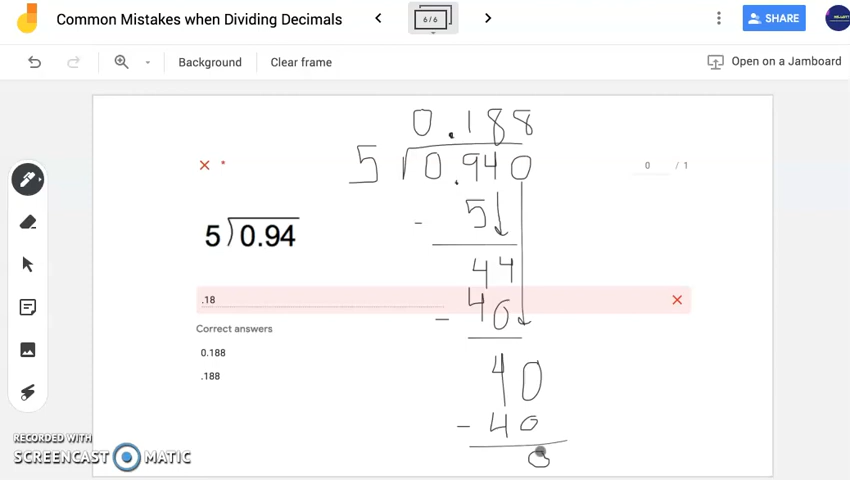 Common Mistakes when Dividing Decimals
6 / 6
SHARE
Background
Clear frame
Open on a Jamboard
0.188
5 0.940
× *
0 / 1
- 5
5 0.94
44
.18
- 40
Correct answers
0.188
40
.188
- 40
0
RECORDED WITH
SCREENCAST MATIC